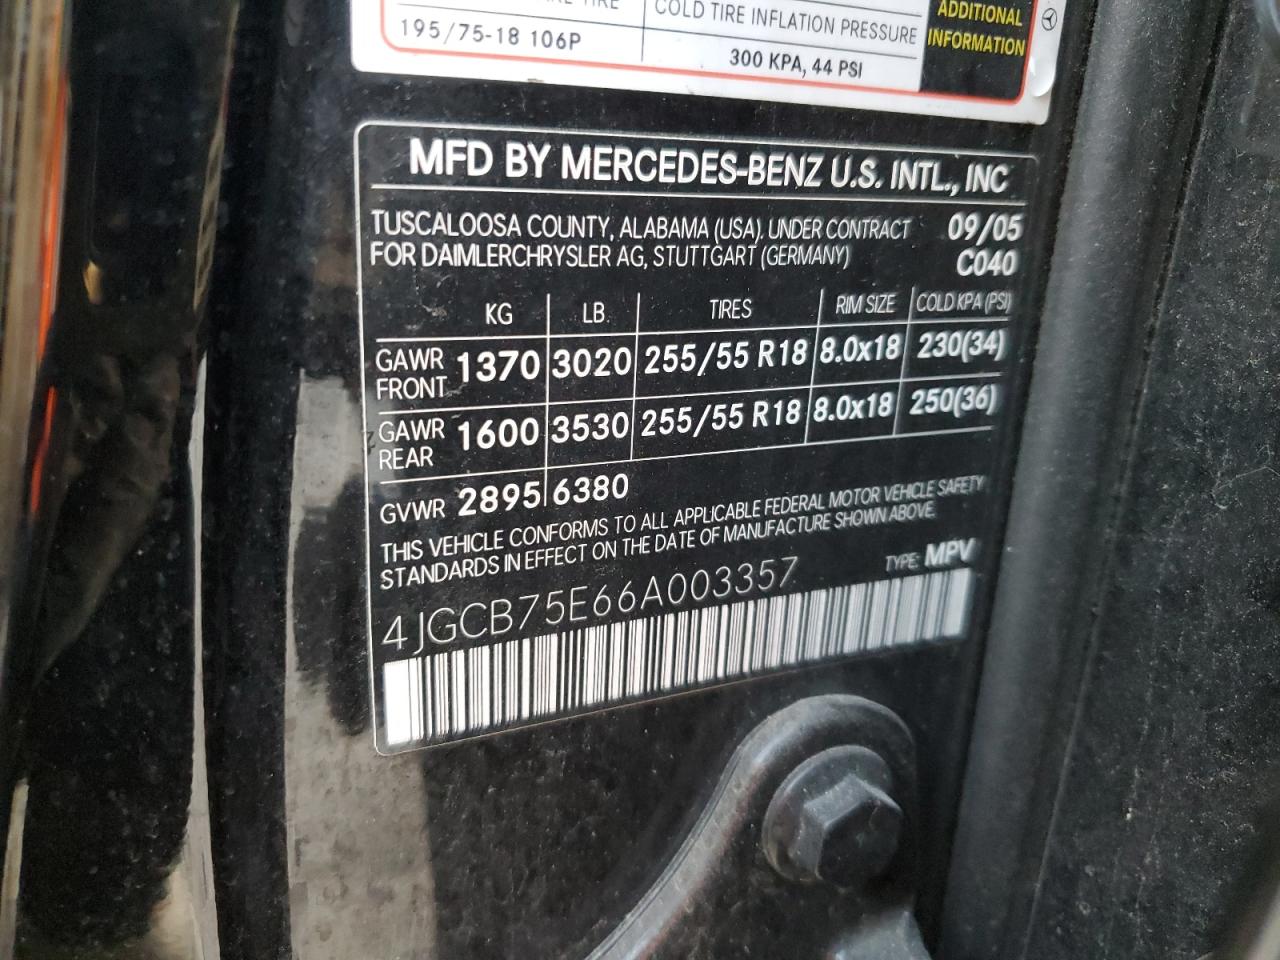 COLD TIRE INFLATION PRESSURE
195/75-18 106P
300 KPA, 44 PSI
ADDITIONAL
INFORMATION
MFD BY MERCEDES-BENZ U.S. INTL., INC
TUSCALOOSA COUNTY, ALABAMA (USA), UNDER CONTRACT 09/05
FOR DAIMLERCHRYSLER AG, STUTTGART (GERMANY) C040
KG LB. TIRES RIM SIZE COLD KPA (PSI)
GAWR FRONT 1370 3020 255/55 R18 8.0x18 230(34)
GAWR REAR 1600 3530 255/55 R18 8.0x18 250(36)
GVWR 2895 6380
THIS VEHICLE CONFORMS TO ALL APPLICABLE FEDERAL MOTOR VEHICLE SAFETY
STANDARDS IN EFFECT ON THE DATE OF MANUFACTURE SHOWN ABOVE.
4JGCB75E66A003357 TYPE: MPV